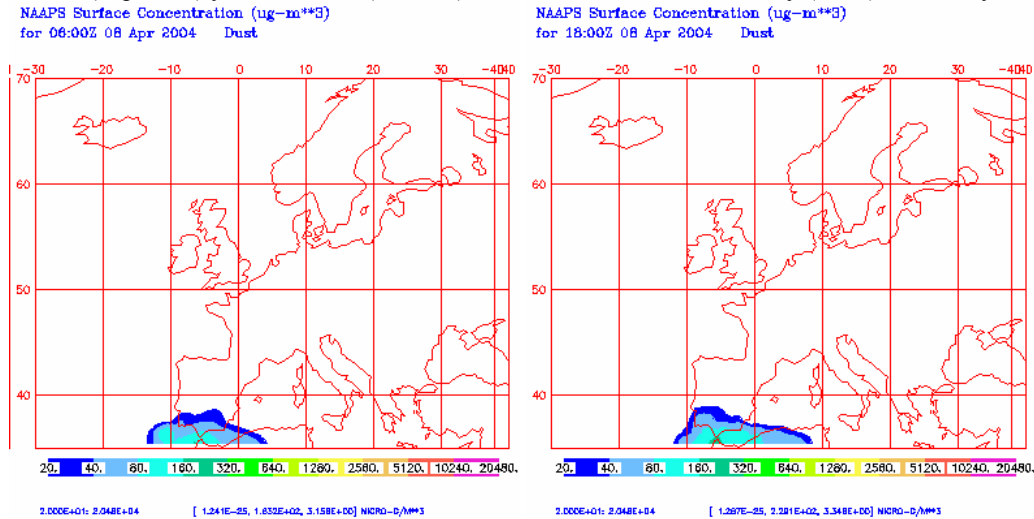 NAAPS Surface Concentration (ug-m**3)
for 06:00Z 08 Apr 2004 Dust
-30 -20 -10 0 10 20 30
70
60
50
40
20. 40. 80. 160. 320. 640. 1280. 2560. 5120. 10240. 20480.
2.000E+01: 2.048E+04 [ 1.241E-25, 1.632E+02, 3.159E+00] MICRO-G/M**3
NAAPS Surface Concentration (ug-m**3)
for 18:00Z 08 Apr 2004 Dust
-30 -20 -10 0 10 20 30
70
60
50
40
20. 40. 80. 160. 320. 640. 1280. 2560. 5120. 10240. 20480.
2.000E+01: 2.048E+04 [ 1.287E-25, 2.291E+02, 3.348E+00] MICRO-G/M**3